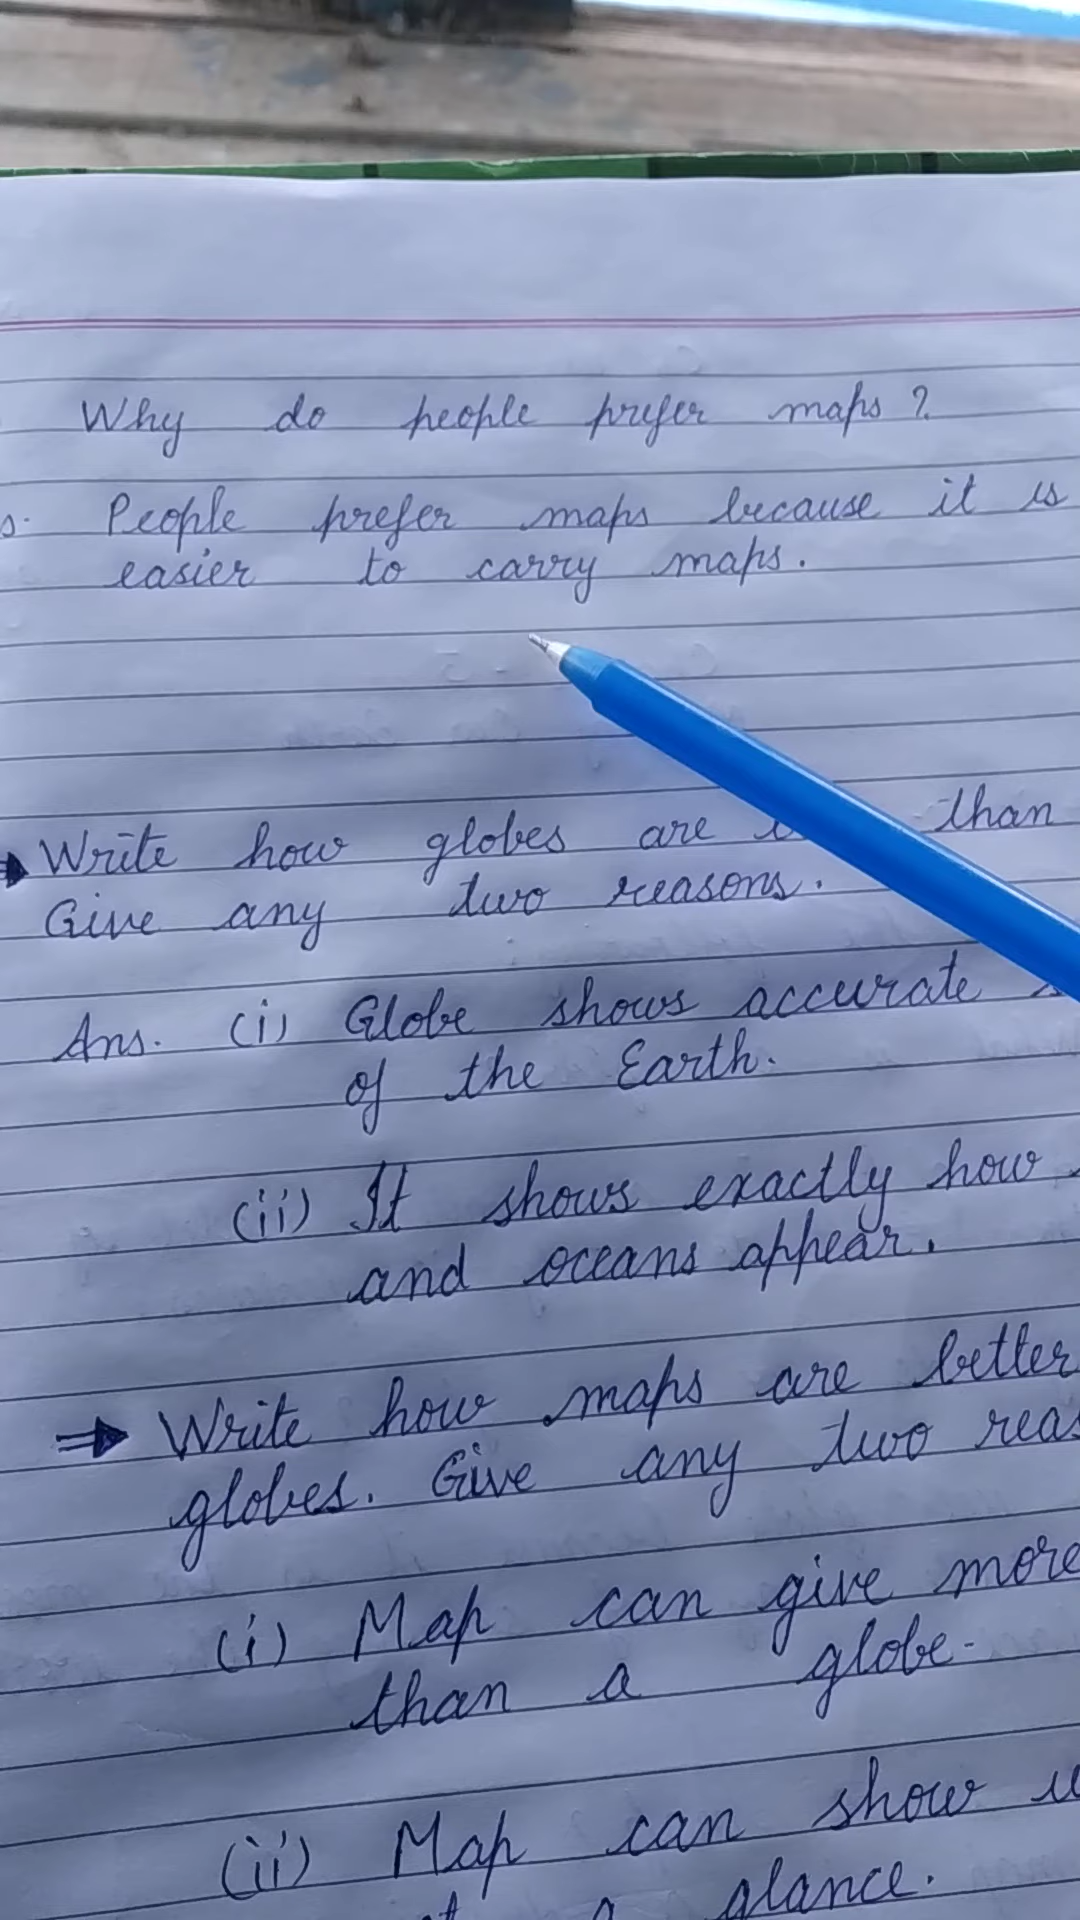 Why do people prefer maps?
s. People prefer maps because it is
easier to carry maps.
Write how globes are than
Give any two reasons.
Ans. (i) Globe shows accurate
of the Earth.
(ii) It shows exactly how
and oceans appear.
Write how maps are better
globes. Give any two reas
(i) Map can give more
than a globe.
(ii) Map can show
a glance.